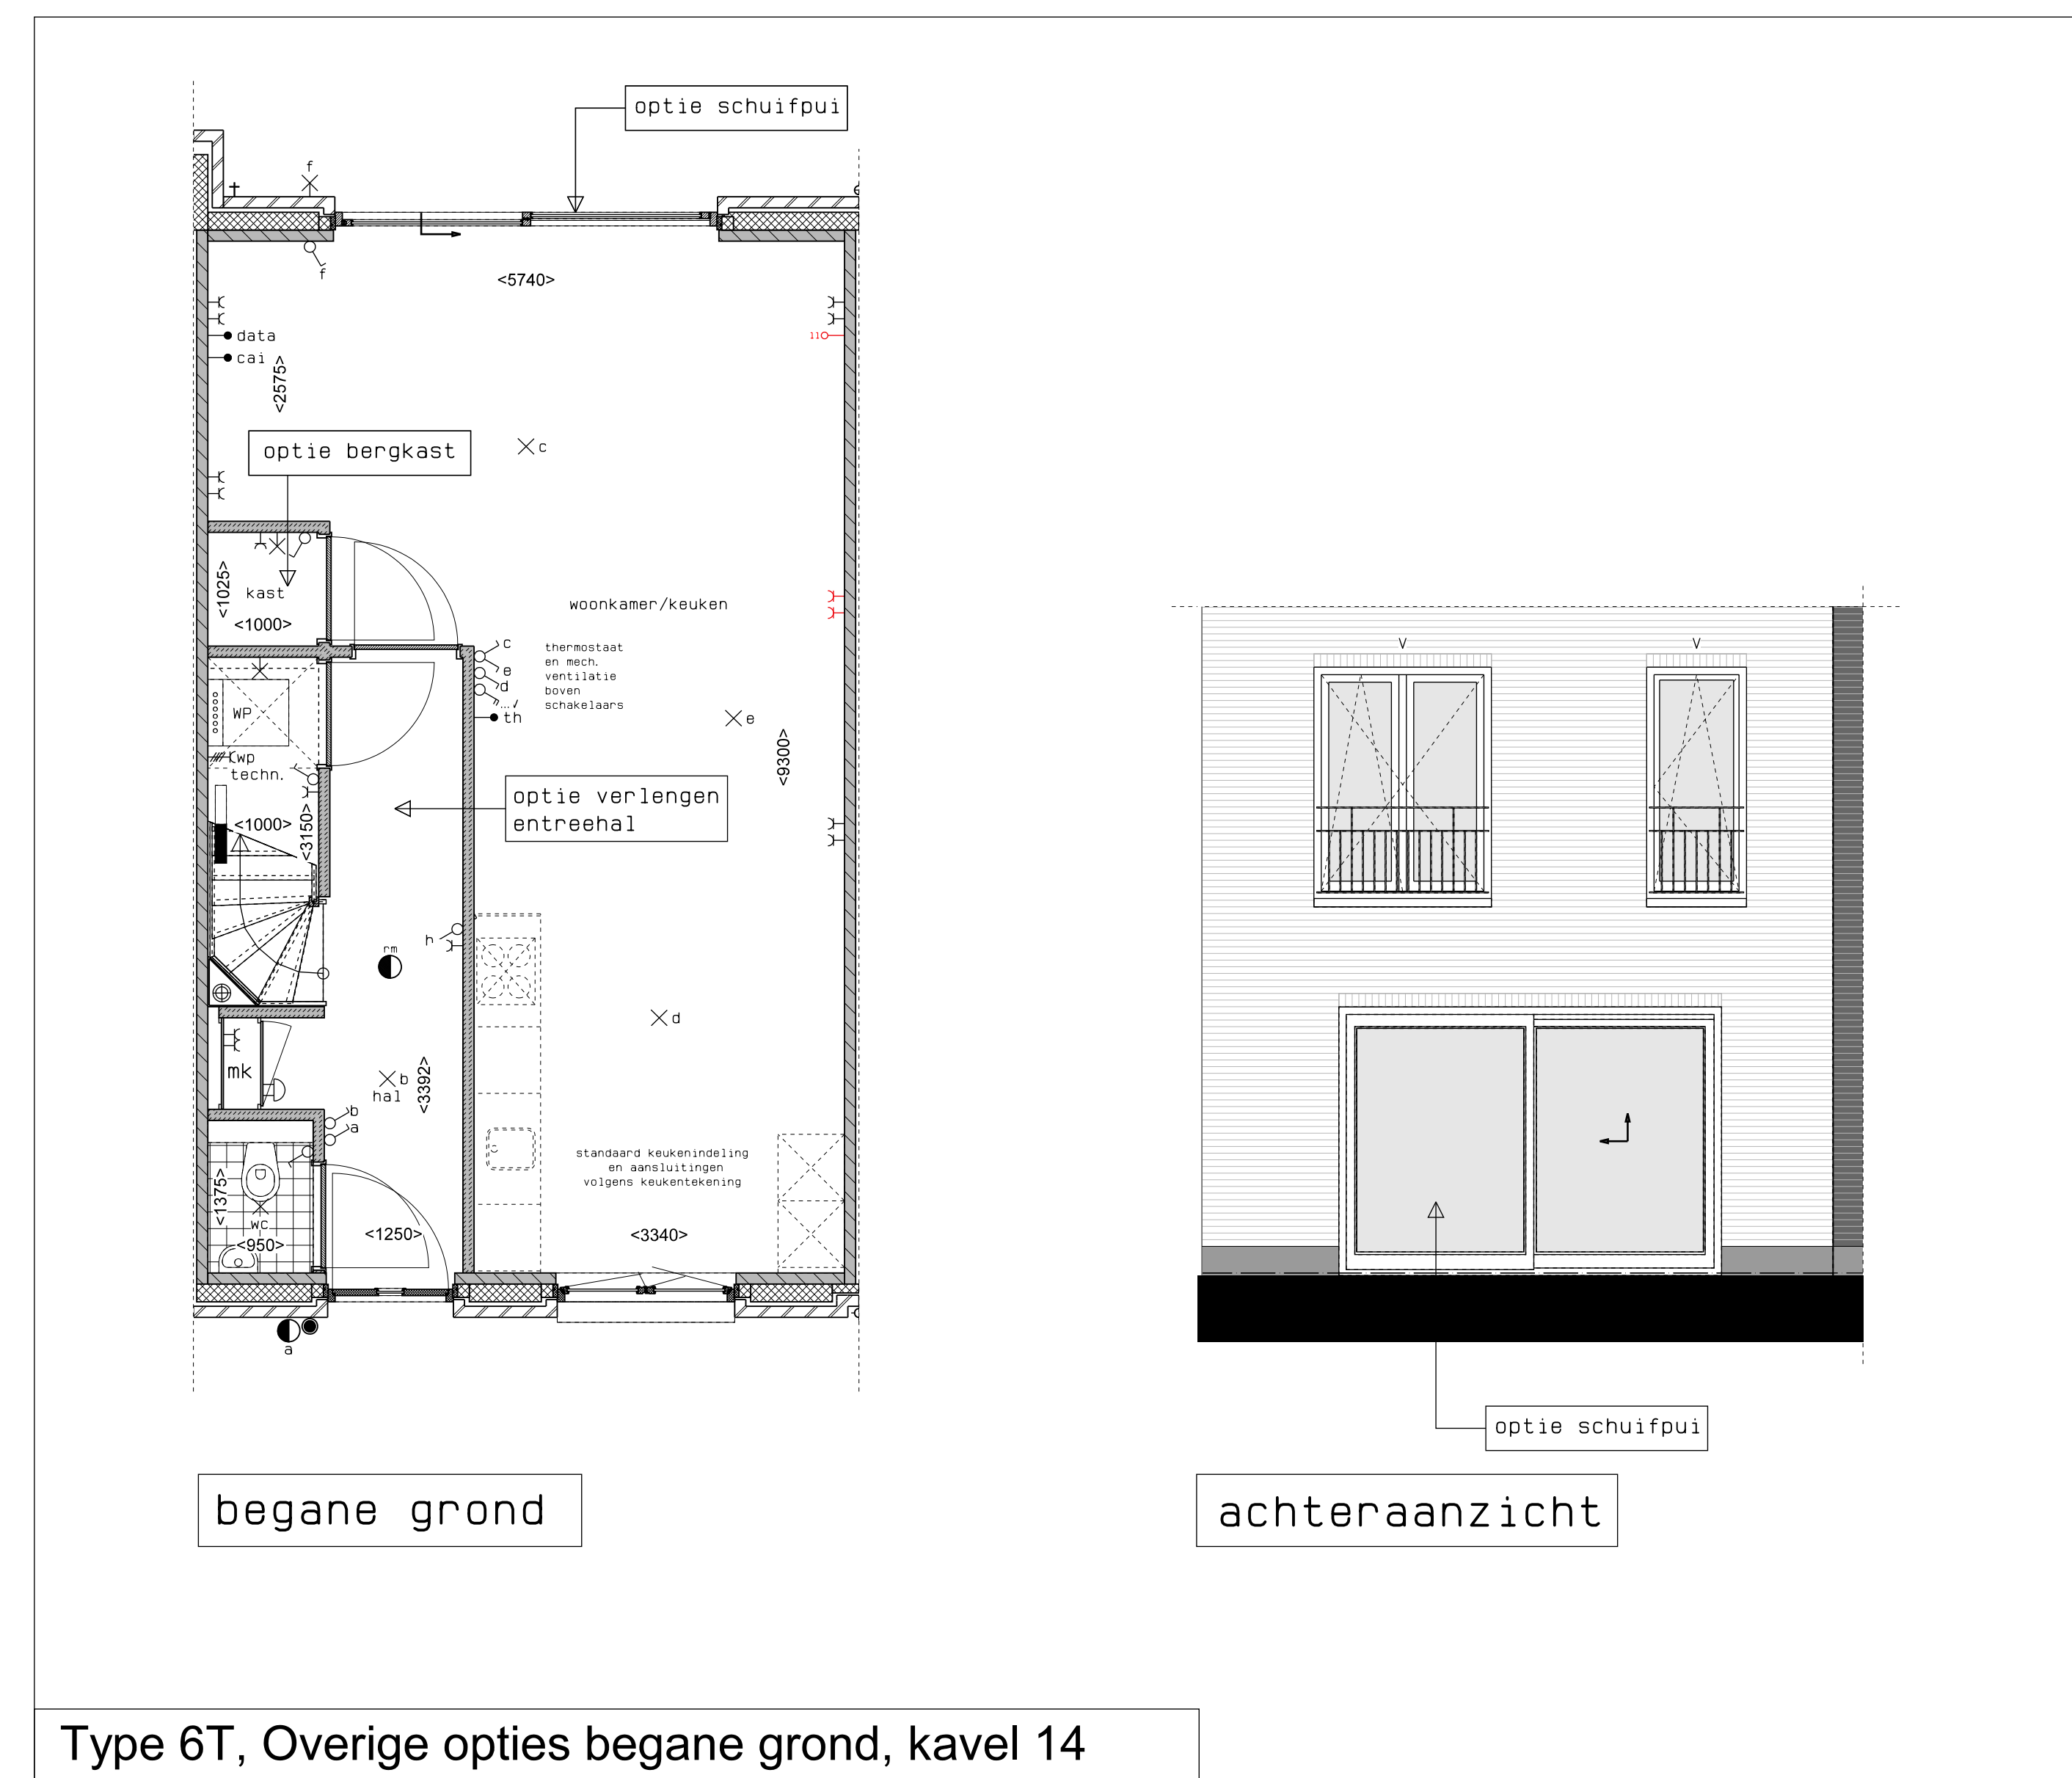 optie schuifpui
f
f
<5740>
data
cai
<2575>
11
c
optie bergkast
<1025>
kast
<1000>
woonkamer/keuken
c
e
d
th
thermostaat
en mech.
ventilatie
boven
schakelaars
WP
wp
techn.
e
<9300>
optie verlengen
entreehal
<1000>
<3150>
h
rm
d
mk
b
hal
<3392>
b
a
<1375>
wc
<950>
<1250>
standaard keukenindeling
en aansluitingen
volgens keukentekening
<3340>
a
begane grond
V
V
optie schuifpui
achteraanzicht
Type 6T, Overige opties begane grond, kavel 14